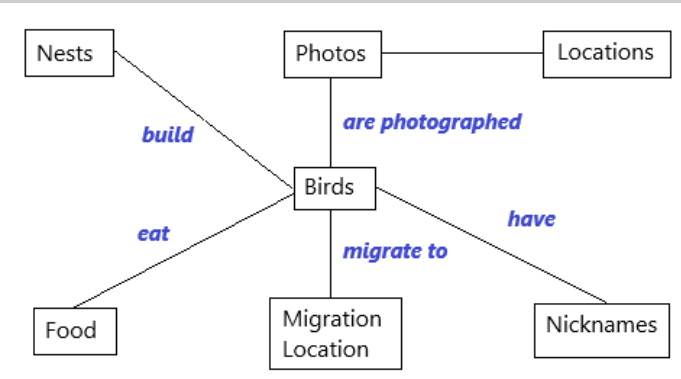 Nests
Photos
Locations
build
are photographed
Birds
eat
have
migrate to
Food
Migration
Location
Nicknames